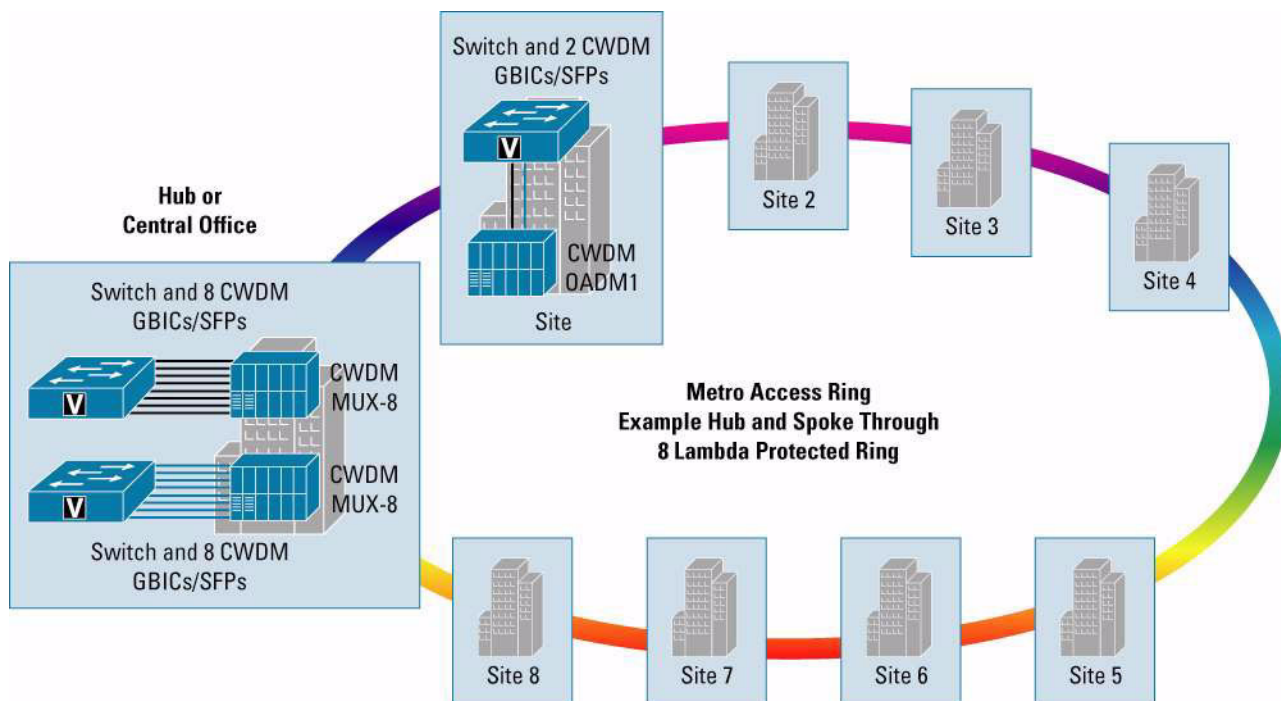 Switch and 2 CWDM
GBICs/SFPs
V
CWDM
OADM1
Site
Site 2
Site 3
Site 4
Hub or
Central Office
Switch and 8 CWDM
GBICs/SFPs
V
CWDM
MUX-8
V
CWDM
MUX-8
Switch and 8 CWDM
GBICs/SFPs
Metro Access Ring
Example Hub and Spoke Through
8 Lambda Protected Ring
Site 8
Site 7
Site 6
Site 5